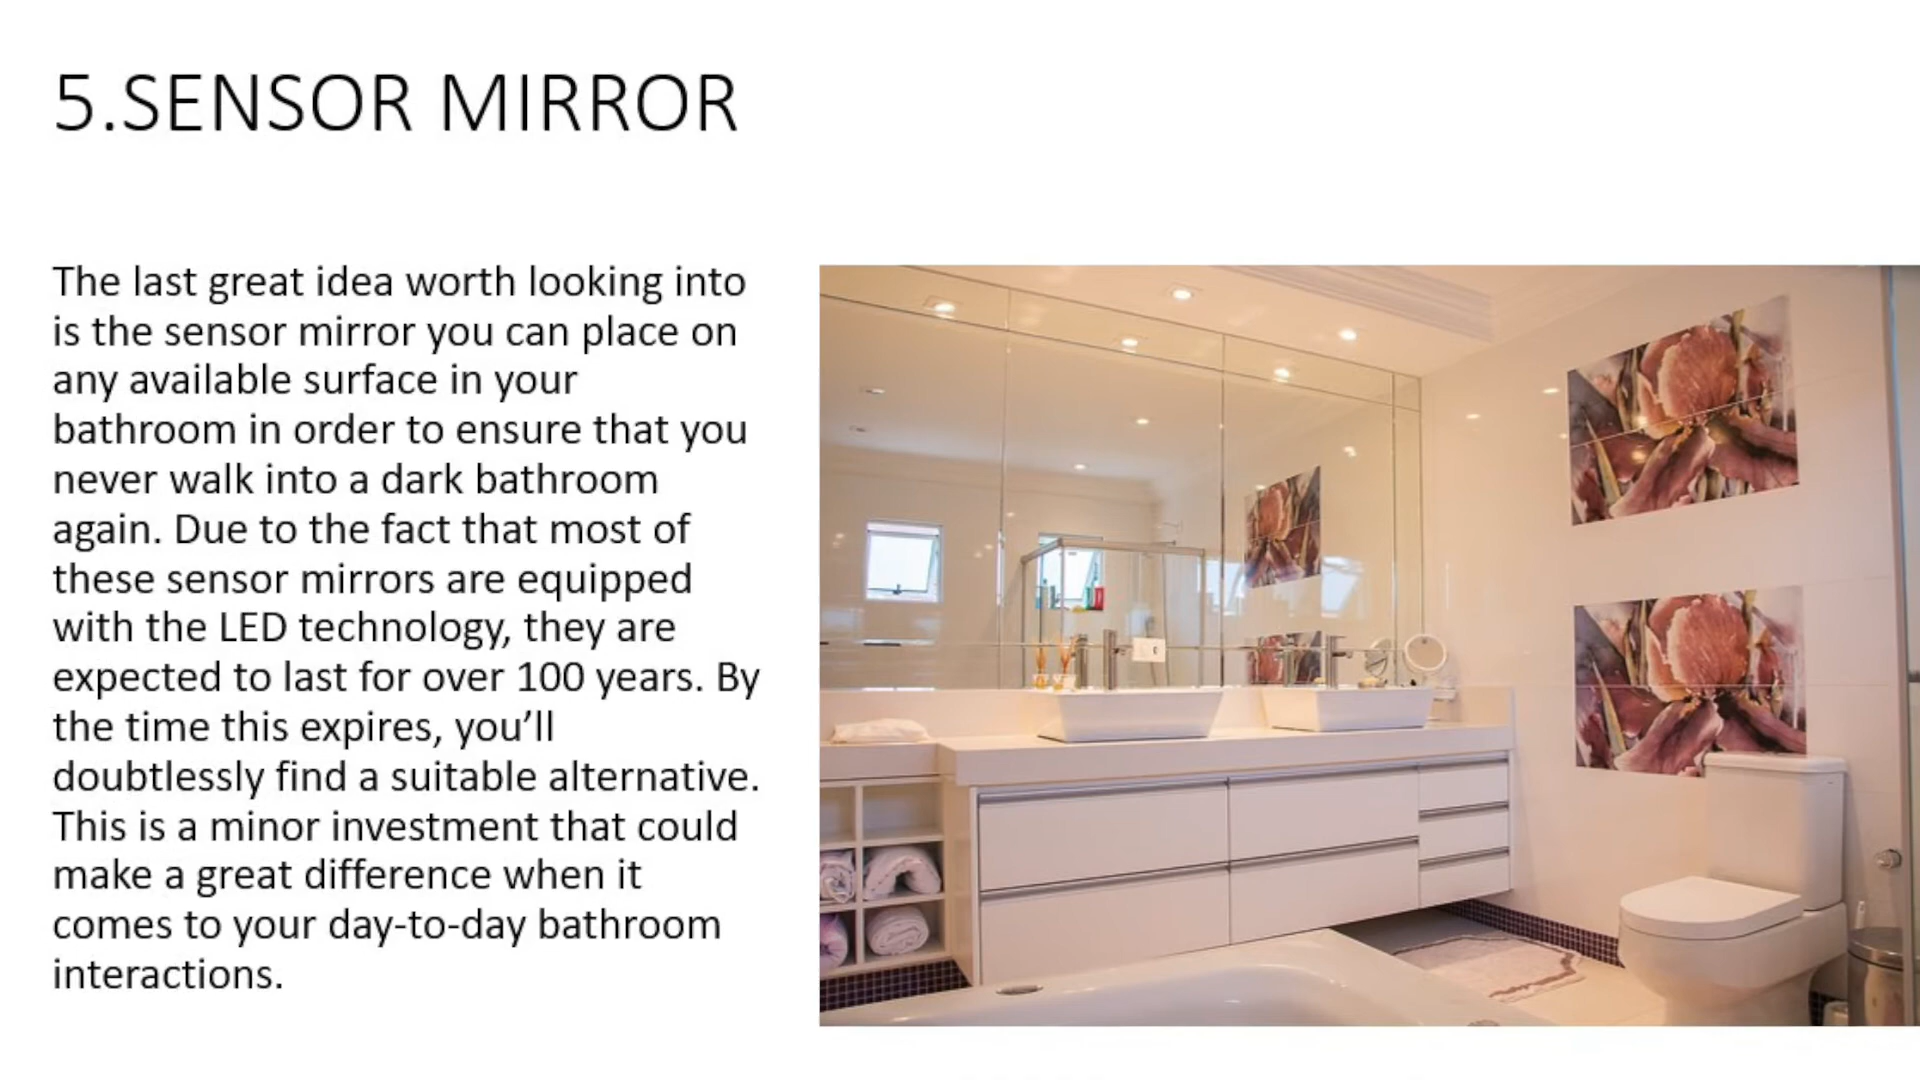 5.SENSOR MIRROR
The last great idea worth looking into
is the sensor mirror you can place on
any available surface in your
bathroom in order to ensure that you
never walk into a dark bathroom
again. Due to the fact that most of
these sensor mirrors are equipped
with the LED technology, they are
expected to last for over 100 years. By
the time this expires, you’ll
doubtlessly find a suitable alternative.
This is a minor investment that could
make a great difference when it
comes to your day-to-day bathroom
interactions.